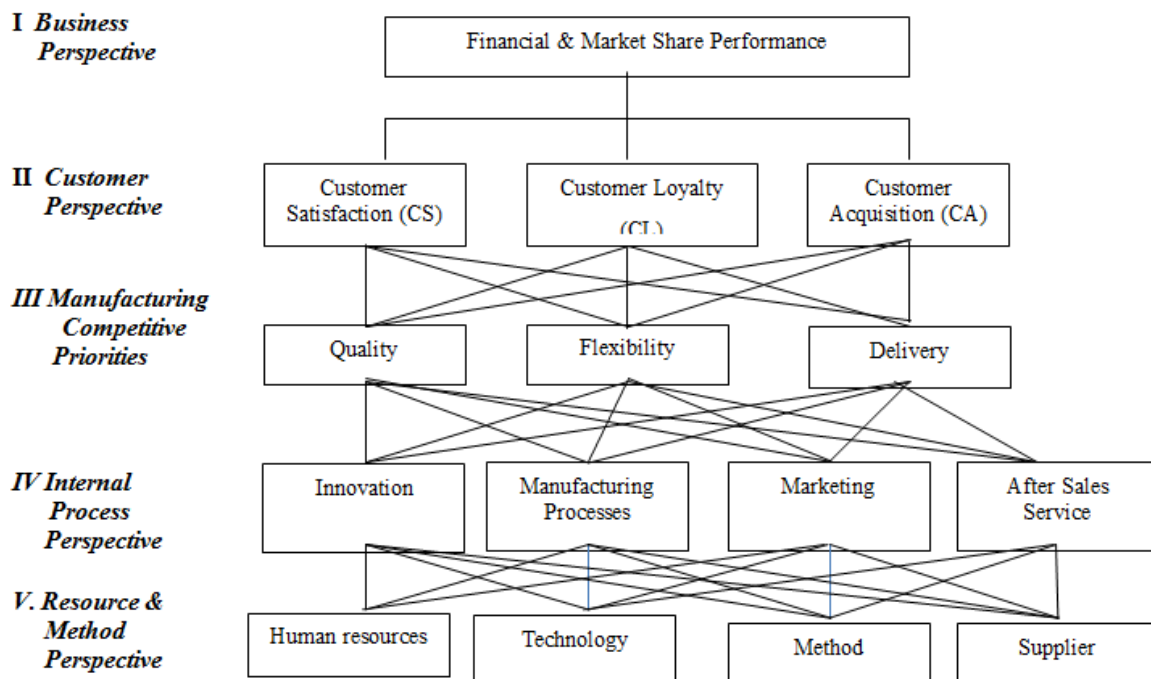 I Business
Perspective
Financial & Market Share Performance
II Customer
Perspective
Customer
Satisfaction (CS)
Customer Loyalty
(CL)
Customer
Acquisition (CA)
III Manufacturing
Competitive
Priorities
Quality
Flexibility
Delivery
IV Internal
Process
Perspective
Innovation
Manufacturing
Processes
Marketing
After Sales
Service
V. Resource &
Method
Perspective
Human resources
Technology
Method
Supplier